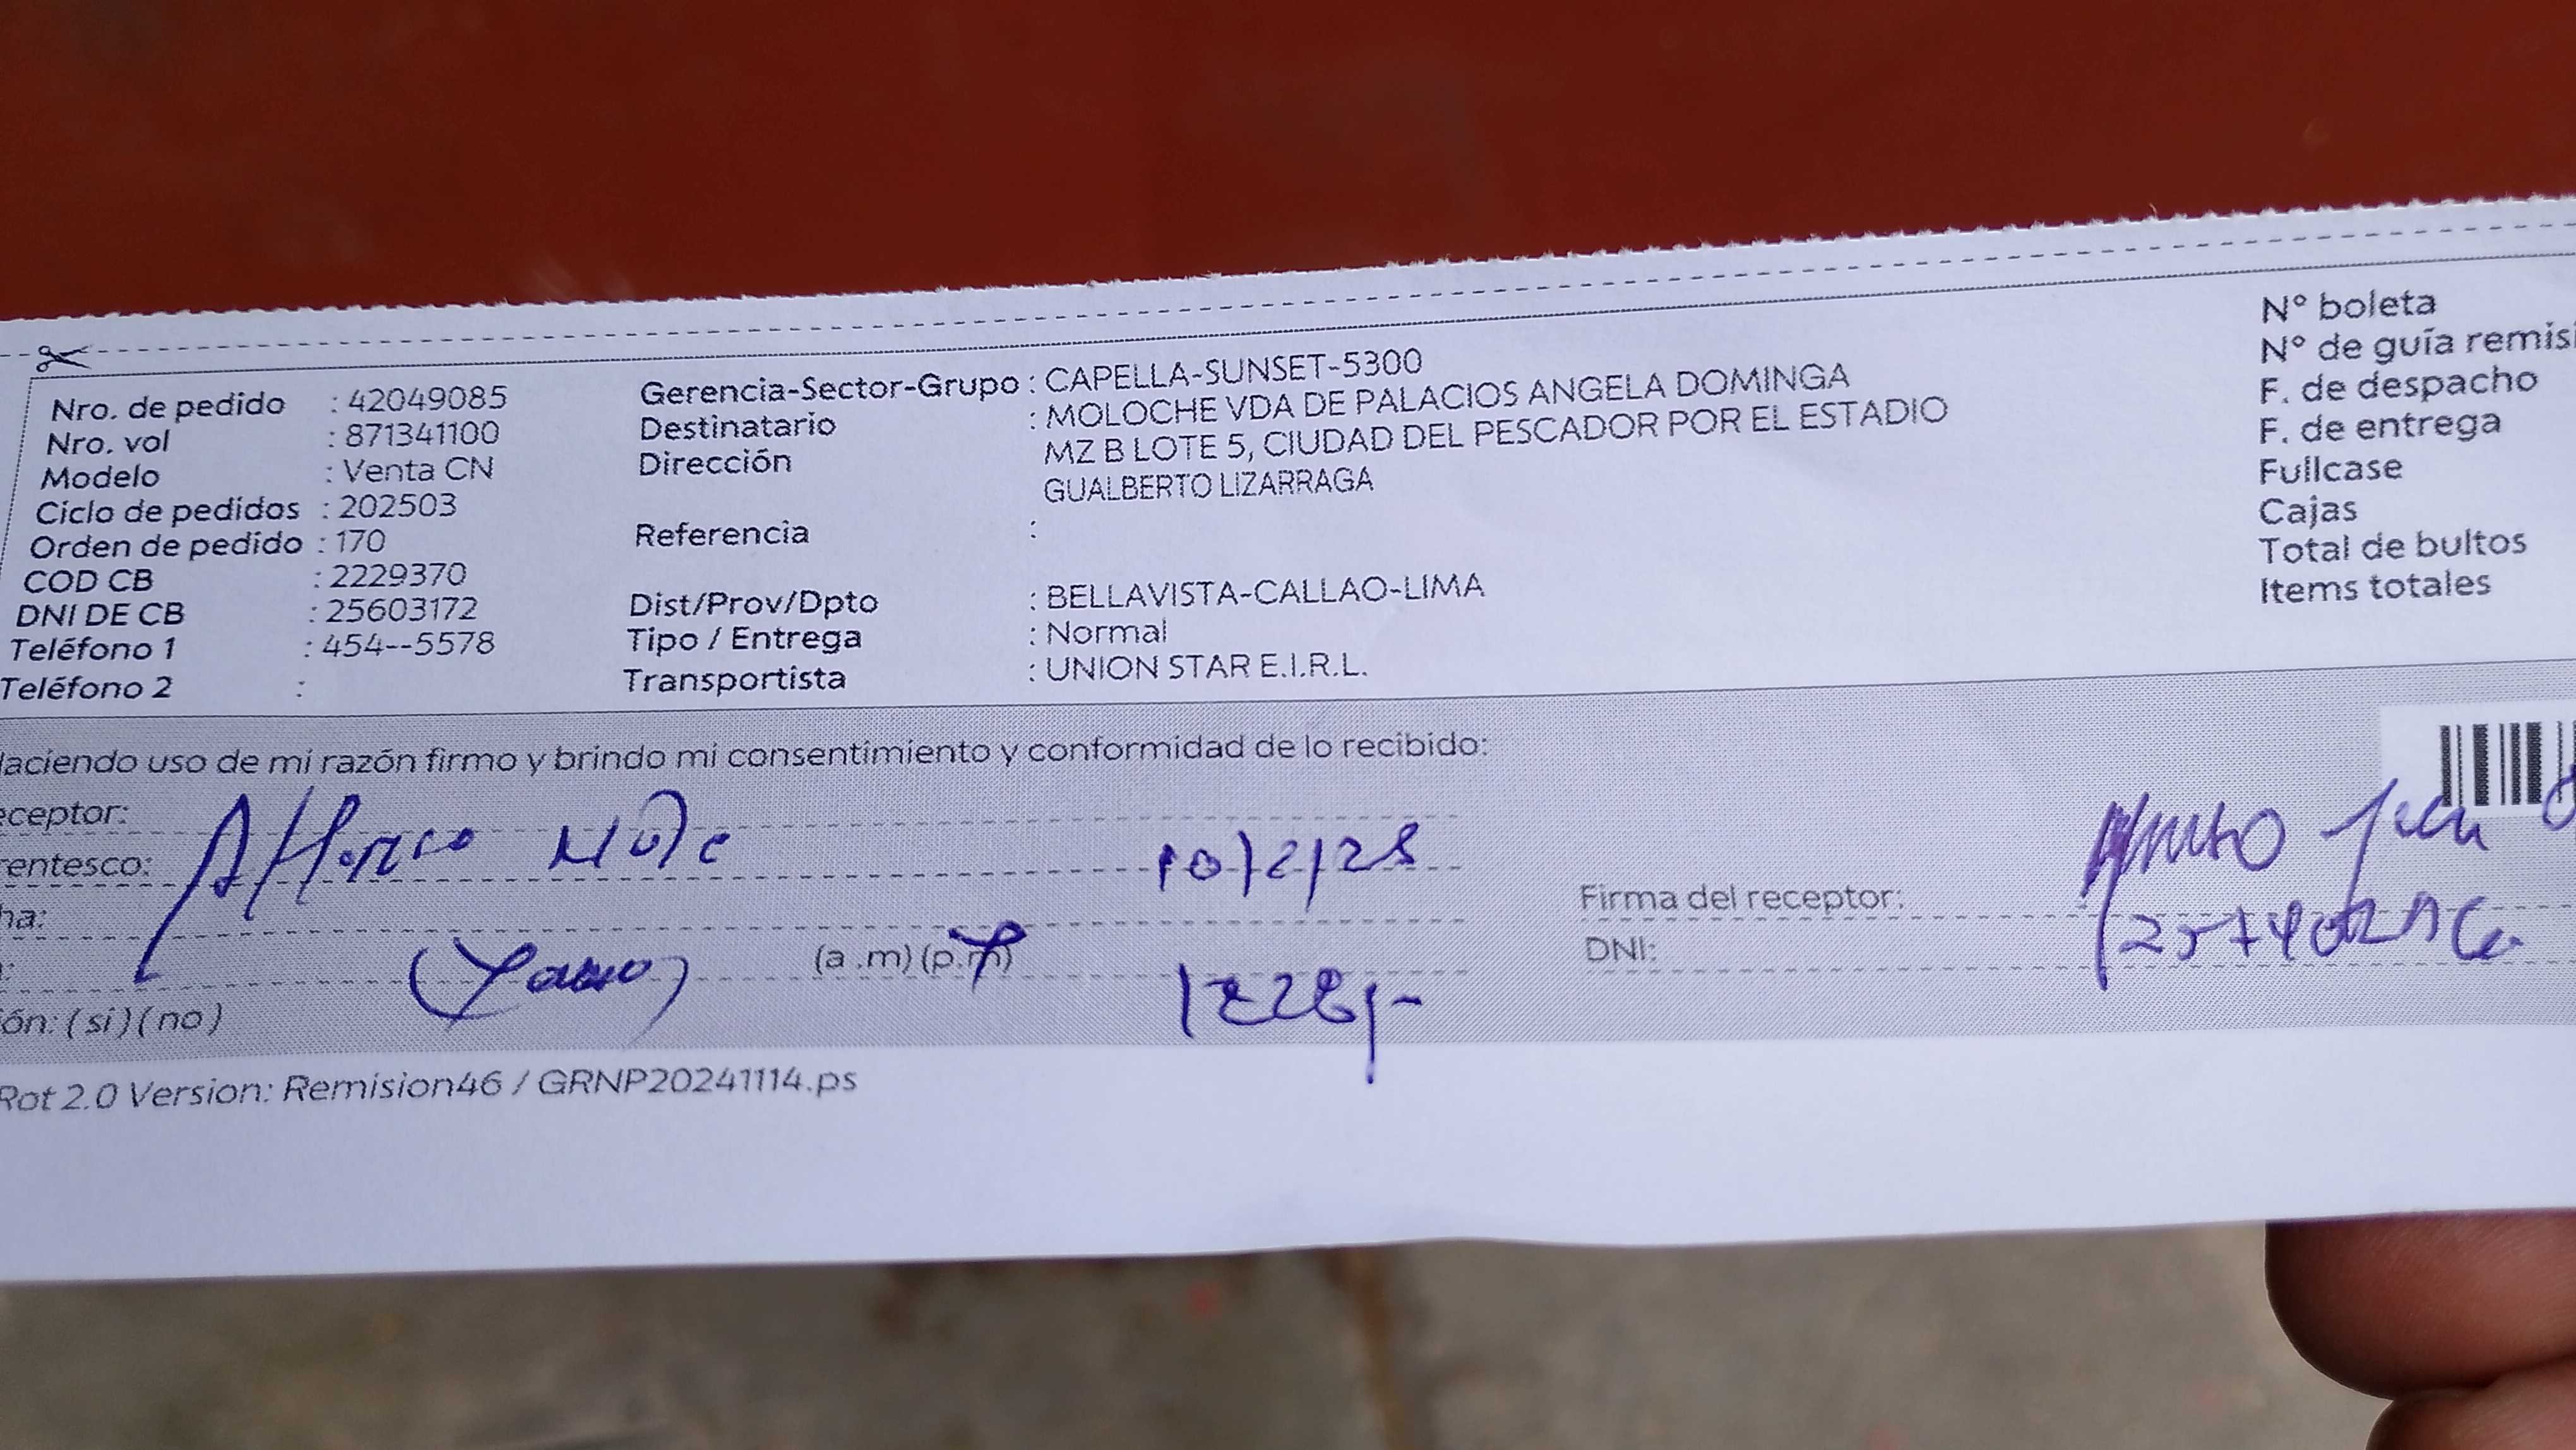 Nro. de pedido : 42049085
Nro. vol : 871341100
Modelo : Venta CN
Ciclo de pedidos : 202503
Orden de pedido : 170
COD CB : 2229370
DNI DE CB : 25603172
Teléfono 1 : 454--5578
Teléfono 2 :
Gerencia-Sector-Grupo : CAPELLA-SUNSET-5300
Destinatario : MOLOCHE VDA DE PALACIOS ANGELA DOMINGA
Dirección MZ B LOTE 5, CIUDAD DEL PESCADOR POR EL ESTADIO
GUALBERTO LIZARRAGA
Referencia :
Dist/Prov/Dpto : BELLAVISTA-CALLAO-LIMA
Tipo / Entrega : Normal
Transportista : UNION STAR E.I.R.L.
N° boleta
N° de guía remisi
F. de despacho
F. de entrega
Fullcase
Cajas
Total de bultos
Items totales
aciendo uso de mi razón firmo y brindo mi consentimiento y conformidad de lo recibido:
eceptor:
rentesco:
ha:
(a .m) (p.m)
ón: ( si ) ( no )
Firma del receptor:
DNI:
Rot 2.0 Version: Remision46 / GRNP20241114.ps